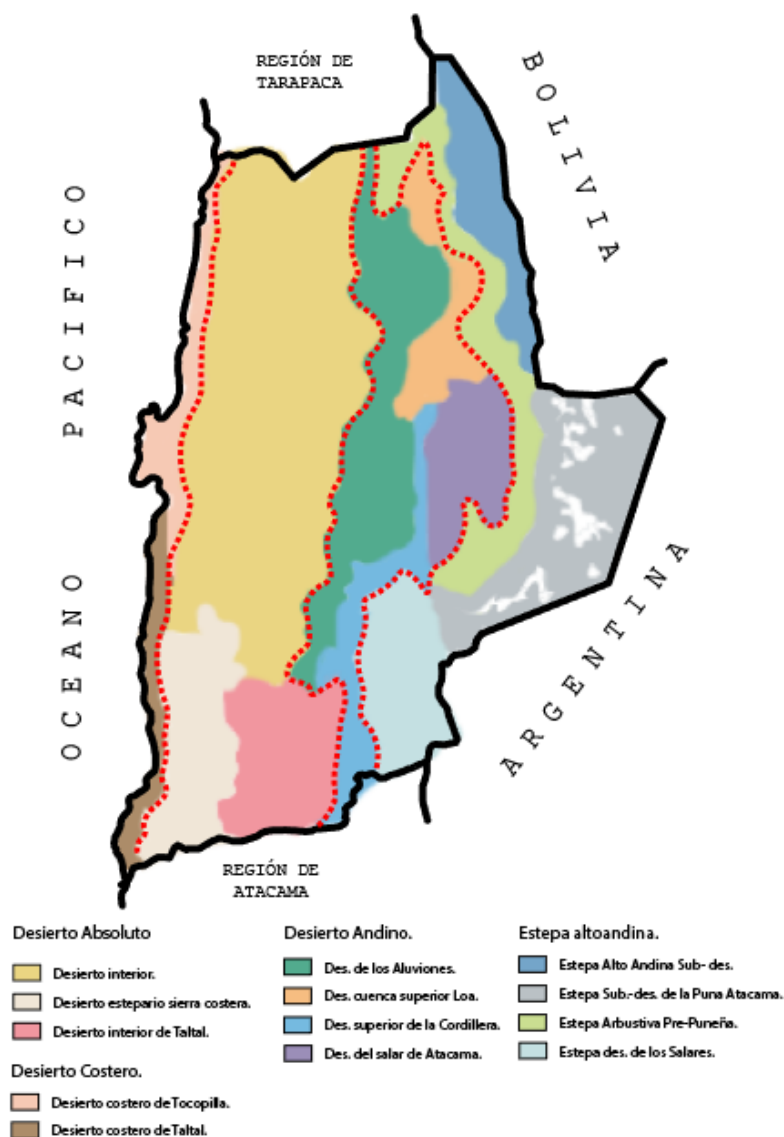 REGIÓN DE
TARAPACA
BOLIVIA
PACIFICO
OCEANO
ARGENTINA
REGIÓN DE
ATACAMA
Desierto Absoluto
Desierto interior.
Desierto estepario sierra costera.
Desierto interior de Taltal.
Desierto Costero.
Desierto costero de Tocopilla.
Desierto costero de Taltal.
Desierto Andino.
Des. de los Aluviones.
Des. cuenca superior Loa.
Des. superior de la Cordillera.
Des. del salar de Atacama.
Estepa altoandina.
Estepa Alto Andina Sub- des.
Estepa Sub.-des. de la Puna Atacama.
Estepa Arbustiva Pre-Puneña.
Estepa des. de los Salares.